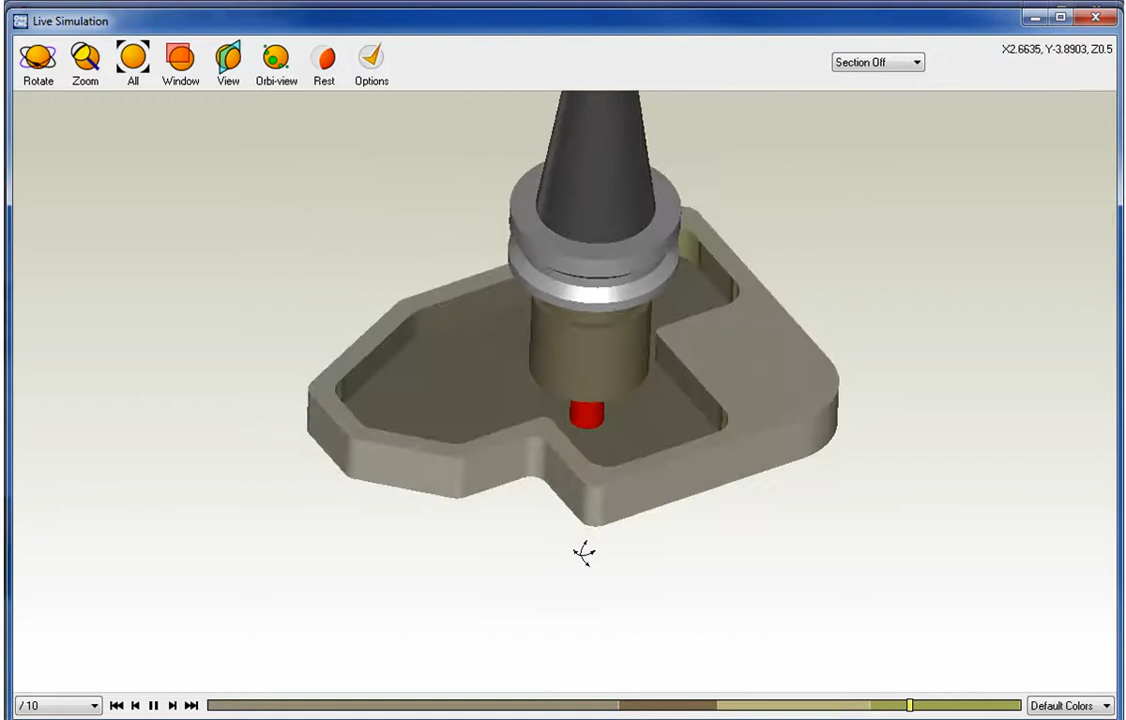 Live Simulation
Rotate Zoom All Window View Orbi-view Rest Options
Section Off
X2.6635, Y-3.8903, Z0.5
/ 10
Default Colors